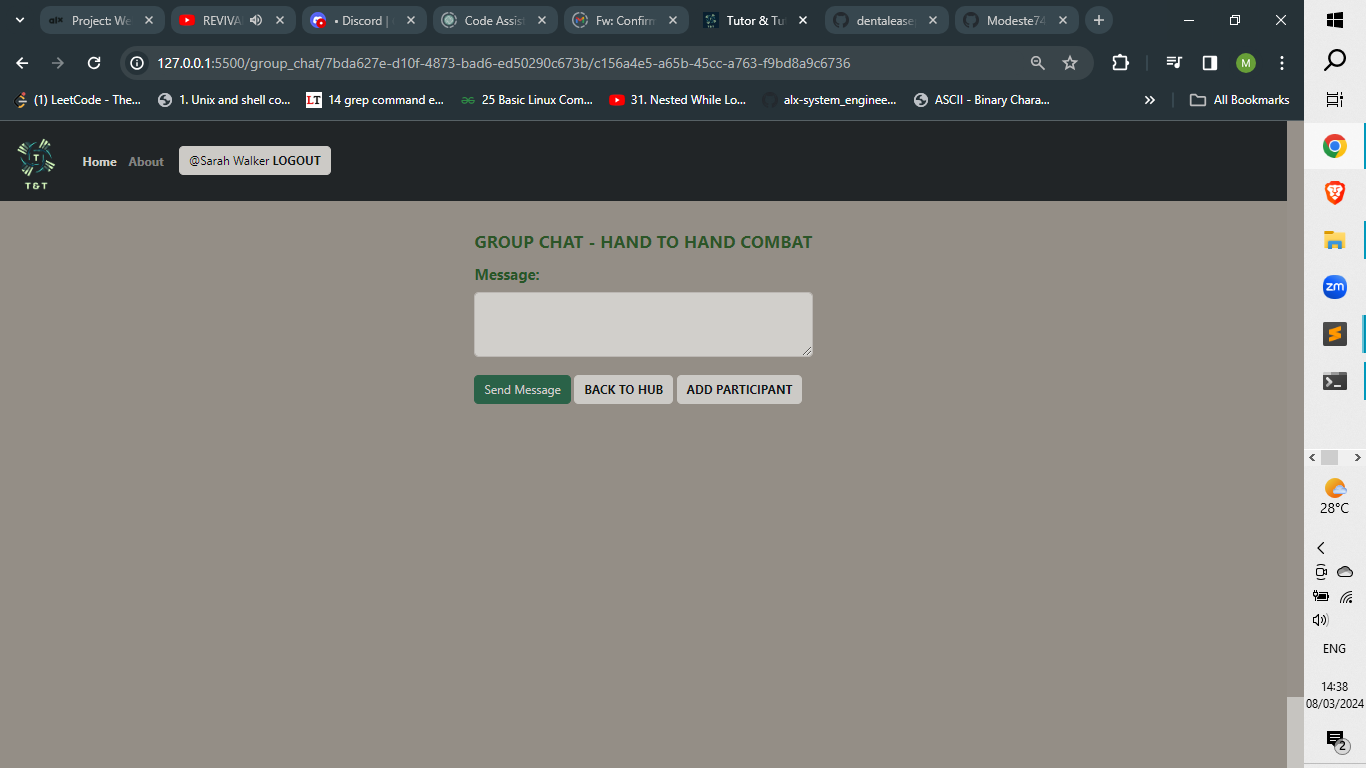 Project: We
REVIVA
• Discord |
Code Assist
Fw: Confirm
Tutor & Tu
dentalease
Modeste74
127.0.0.1:5500/group_chat/7bda627e-d10f-4873-bad6-ed50290c673b/c156a4e5-a65b-45cc-a763-f9bd8a9c6736
M
(1) LeetCode - The...
1. Unix and shell co...
LT 14 grep command e...
25 Basic Linux Com...
31. Nested While Lo...
alx-system_enginee...
ASCII - Binary Chara...
All Bookmarks
T
T&T
Home
About
@Sarah Walker LOGOUT
GROUP CHAT - HAND TO HAND COMBAT
Message:
Send Message
BACK TO HUB
ADD PARTICIPANT
zm
28°C
ENG
14:38
08/03/2024
2